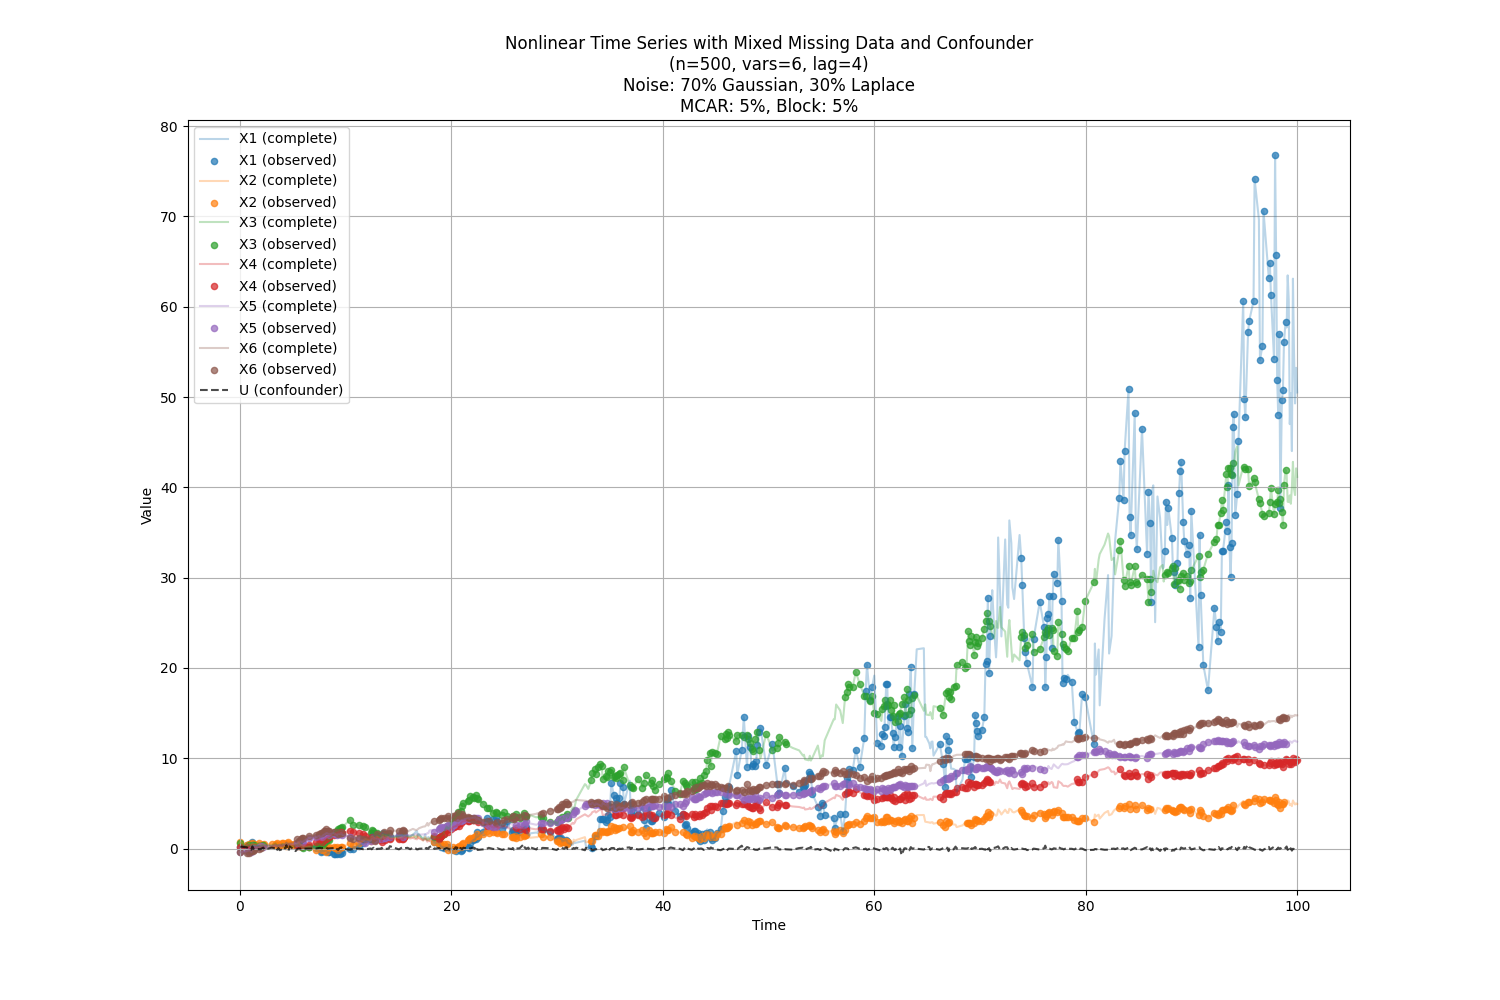 Nonlinear Time Series with Mixed Missing Data and Confounder
(n=500, vars=6, lag=4)
Noise: 70% Gaussian, 30% Laplace
MCAR: 5%, Block: 5%
X1 (complete)
X1 (observed)
X2 (complete)
X2 (observed)
X3 (complete)
X3 (observed)
X4 (complete)
X4 (observed)
X5 (complete)
X5 (observed)
X6 (complete)
X6 (observed)
U (confounder)
Value
80
70
60
50
40
30
20
10
0
0 20 40 60 80 100
Time